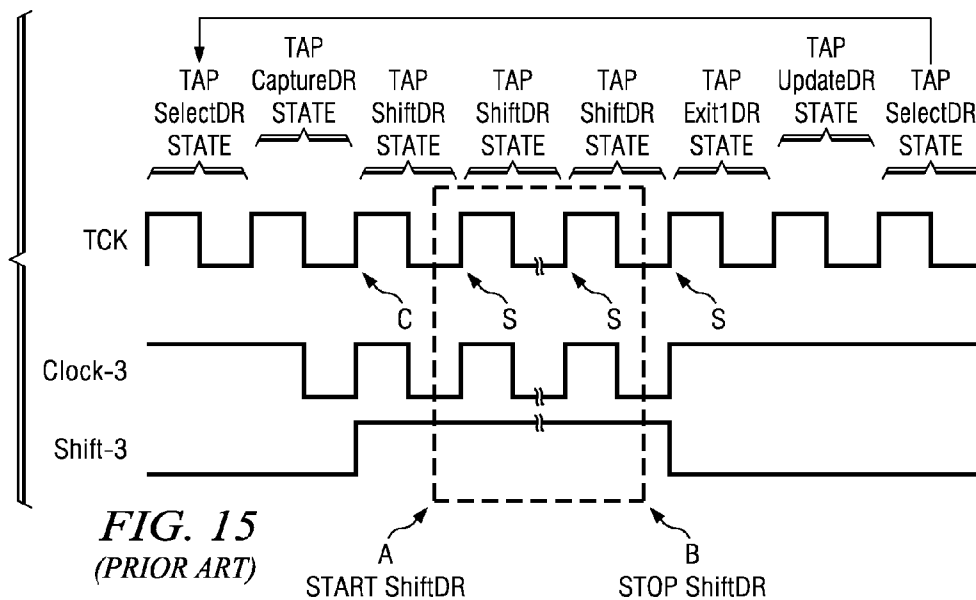 TAP
SelectDR
STATE
TAP
CaptureDR
STATE
TAP
ShiftDR
STATE
TAP
ShiftDR
STATE
TAP
ShiftDR
STATE
TAP
Exit1DR
STATE
TAP
UpdateDR
STATE
TAP
SelectDR
STATE
TCK
C
S
S
S
Clock-3
Shift-3
FIG. 15
(PRIOR ART)
A
START ShiftDR
B
STOP ShiftDR